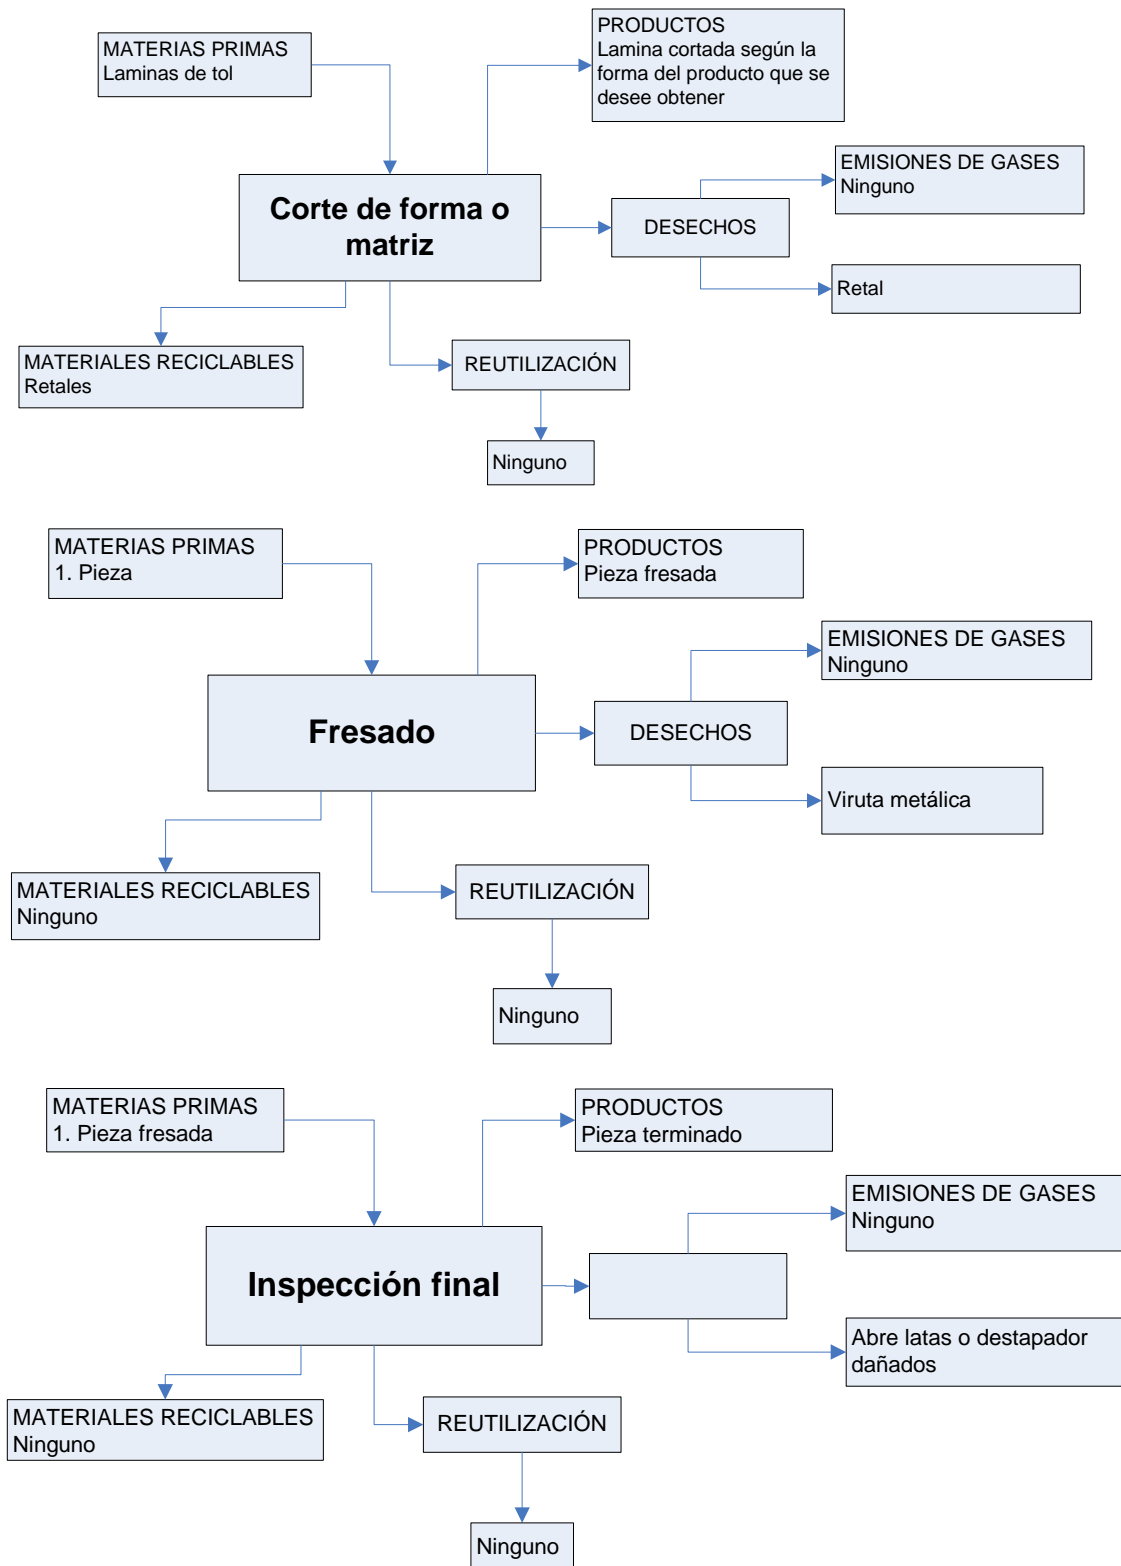 MATERIAS PRIMAS
Laminas de tol
PRODUCTOS
Lamina cortada según la
forma del producto que se
desee obtener
EMISIONES DE GASES
Ninguno
Corte de forma o
matriz
DESECHOS
Retal
MATERIALES RECICLABLES
Retales
REUTILIZACIÓN
Ninguno
MATERIAS PRIMAS
1. Pieza
PRODUCTOS
Pieza fresada
EMISIONES DE GASES
Ninguno
Fresado
DESECHOS
Viruta metálica
MATERIALES RECICLABLES
Ninguno
REUTILIZACIÓN
Ninguno
MATERIAS PRIMAS
1. Pieza fresada
PRODUCTOS
Pieza terminado
EMISIONES DE GASES
Ninguno
Inspección final
Abre latas o destapador
dañados
MATERIALES RECICLABLES
Ninguno
REUTILIZACIÓN
Ninguno